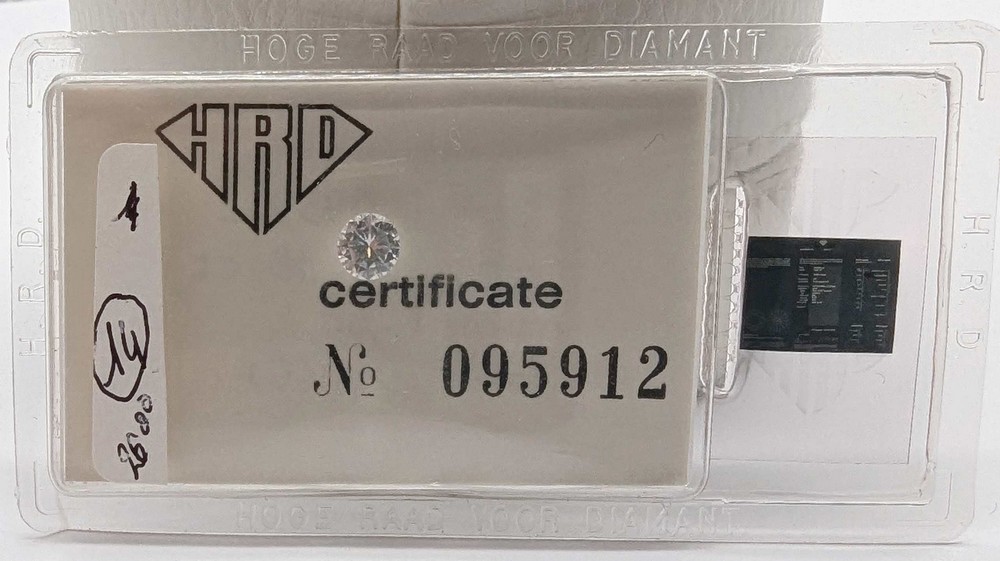 HOGE RAAD VOOR DIAMANT
HRD
certificate
No 095912
H.R.D.
H.R.D.
HOGE RAAD VOOR DIAMANT